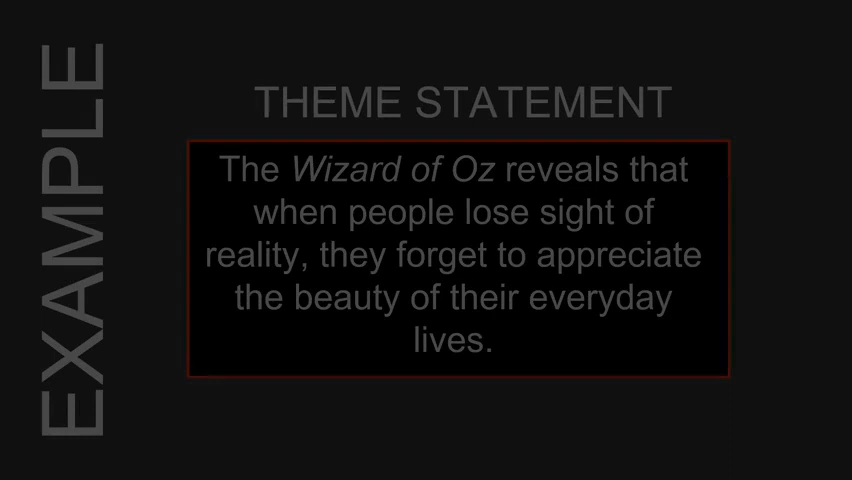 EXAMPLE
THEME STATEMENT
The Wizard of Oz reveals that
when people lose sight of
reality, they forget to appreciate
the beauty of their everyday
lives.